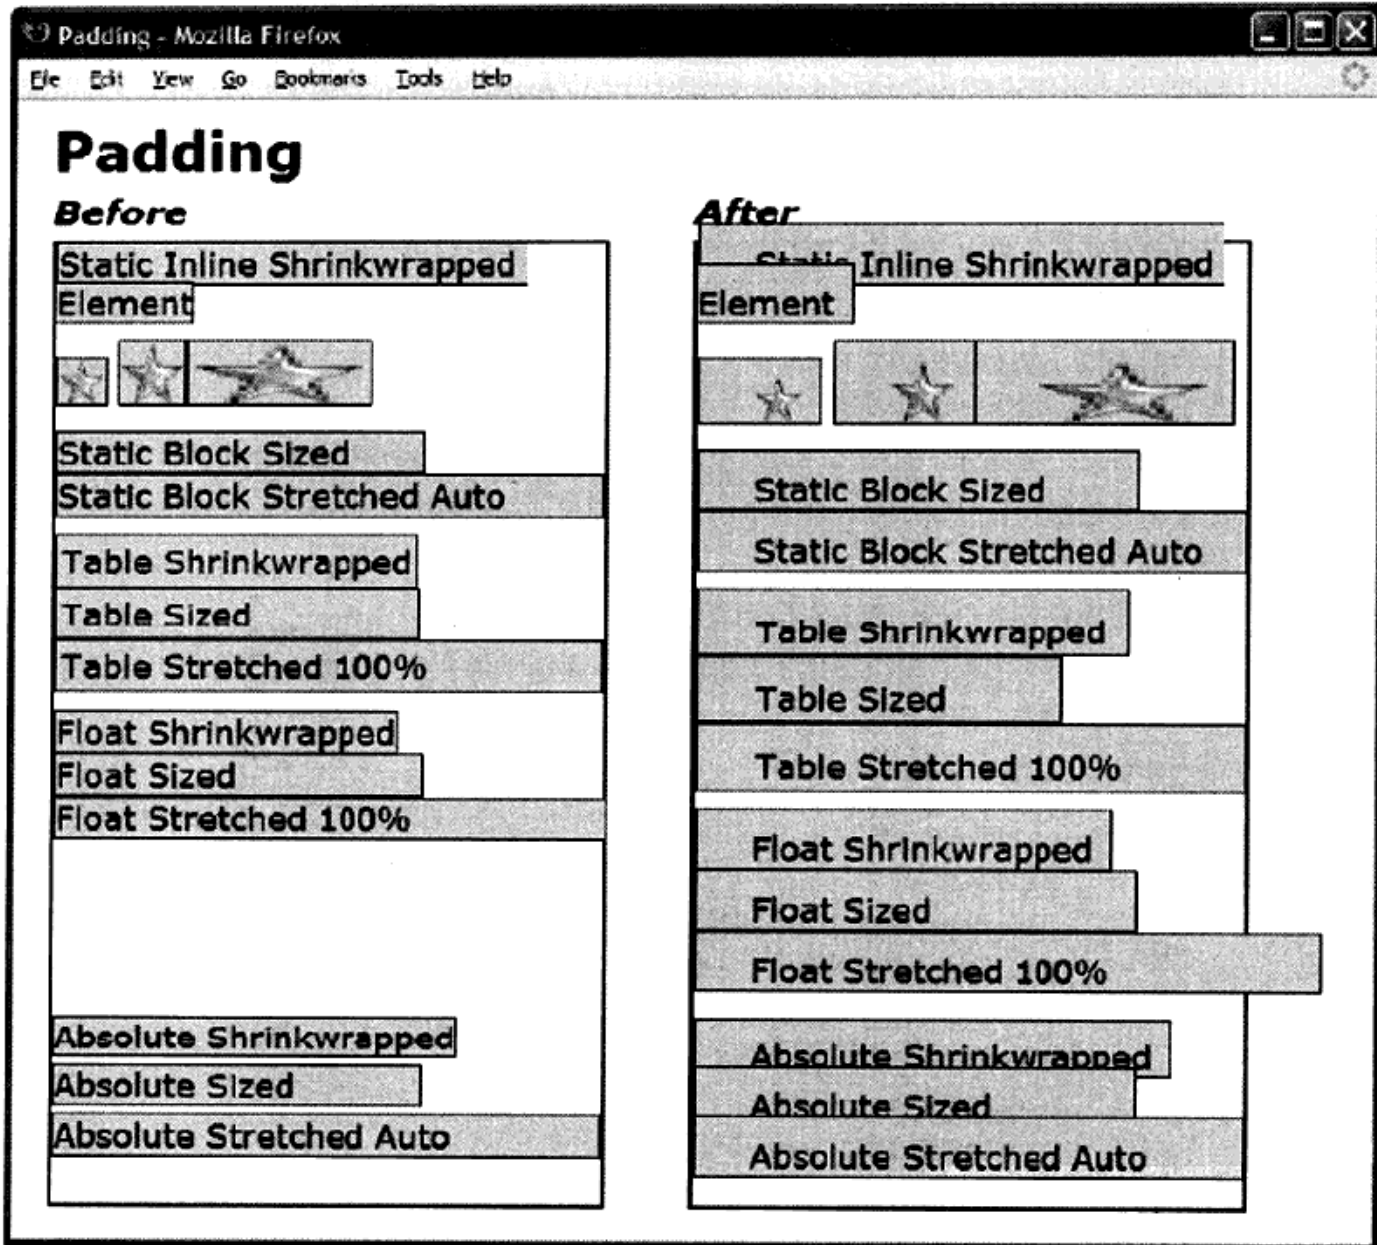 Padding - Mozilla Firefox
File Edit View Go Bookmarks Tools Help
Padding
Before
Static Inline Shrinkwrapped
Element
Static Block Sized
Static Block Stretched Auto
Table Shrinkwrapped
Table Sized
Table Stretched 100%
Float Shrinkwrapped
Float Sized
Float Stretched 100%
Absolute Shrinkwrapped
Absolute Sized
Absolute Stretched Auto
After
Static Inline Shrinkwrapped
Element
Static Block Sized
Static Block Stretched Auto
Table Shrinkwrapped
Table Sized
Table Stretched 100%
Float Shrinkwrapped
Float Sized
Float Stretched 100%
Absolute Shrinkwrapped
Absolute Sized
Absolute Stretched Auto